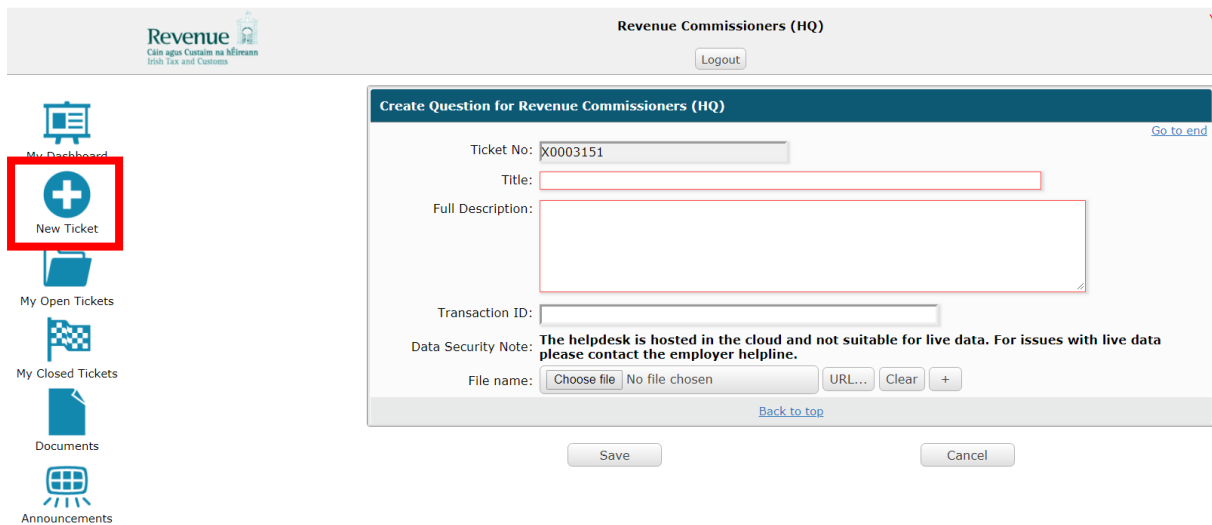 Revenue
Cáin agus Custaim na hÉireann
Irish Tax and Customs
Revenue Commissioners (HQ)
Logout
My Dashboard
New Ticket
My Open Tickets
My Closed Tickets
Documents
Announcements
Create Question for Revenue Commissioners (HQ)
Go to end
Ticket No: X0003151
Title:
Full Description:
Transaction ID:
Data Security Note: The helpdesk is hosted in the cloud and not suitable for live data. For issues with live data
please contact the employer helpline.
File name: Choose file No file chosen URL... Clear +
Back to top
Save Cancel